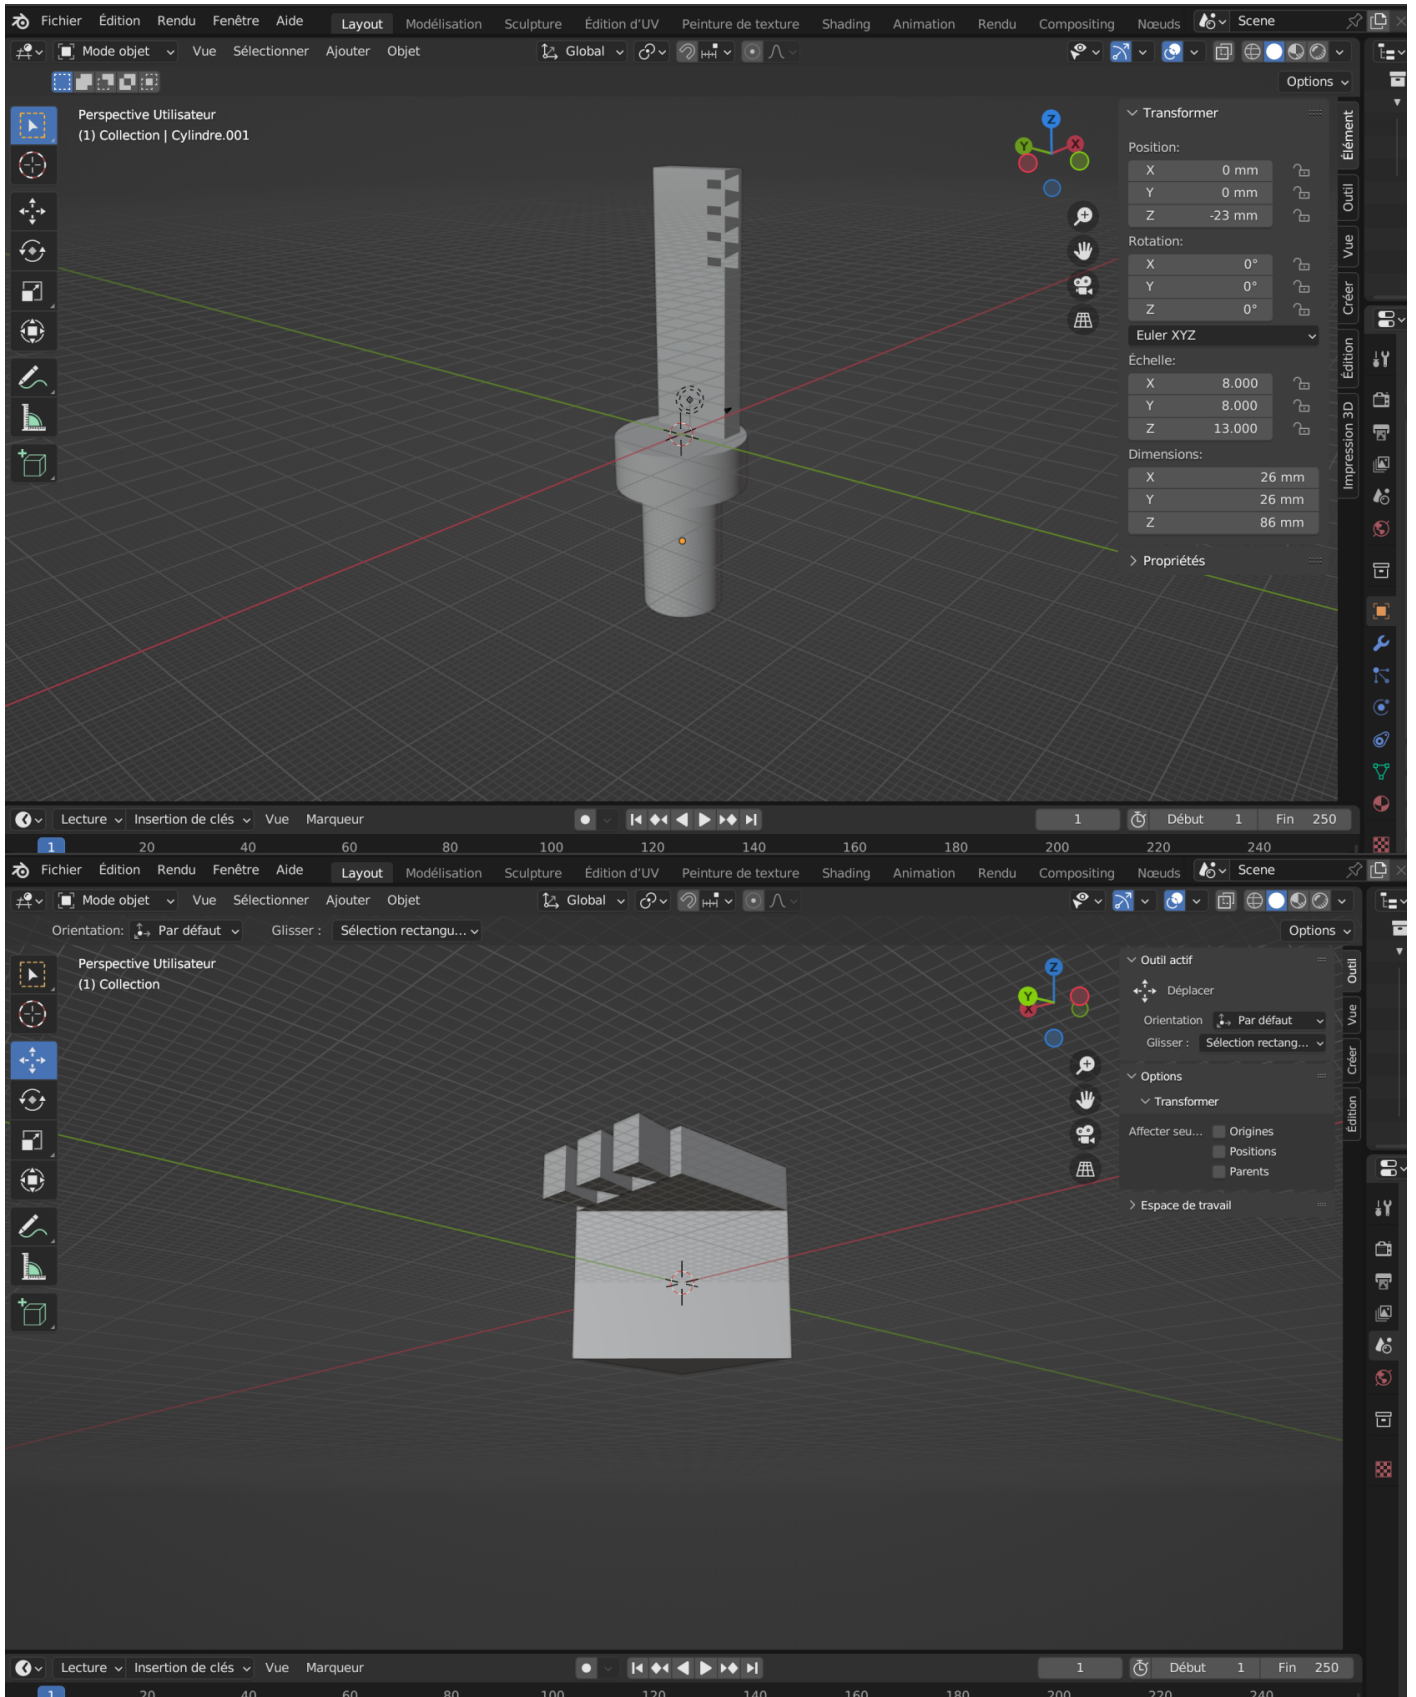 Fichier Édition Rendu Fenêtre Aide Layout Modélisation Sculpture Édition d'UV Peinture de texture Shading Animation Rendu Compositing Nœuds Scene
Mode objet Vue Sélectionner Ajouter Objet Global
Options
Perspective Utilisateur
(1) Collection | Cylindre.001
Z
Y
X
Transformer
Position:
X 0 mm
Y 0 mm
Z -23 mm
Rotation:
X 0°
Y 0°
Z 0°
Euler XYZ
Échelle:
X 8.000
Y 8.000
Z 13.000
Dimensions:
X 26 mm
Y 26 mm
Z 86 mm
Propriétés
Élément
Outil
Vue
Créer
Édition
Impression 3D
Lecture Insertion de clés Vue Marqueur 1 Début 1 Fin 250
1 20 40 60 80 100 120 140 160 180 200 220 240
Fichier Édition Rendu Fenêtre Aide Layout Modélisation Sculpture Édition d'UV Peinture de texture Shading Animation Rendu Compositing Nœuds Scene
Mode objet Vue Sélectionner Ajouter Objet Global
Orientation: Par défaut Glisser : Sélection rectangu... Options
Perspective Utilisateur
(1) Collection
Z
Y
X
Outil actif
Déplacer
Orientation Par défaut
Glisser : Sélection rectang...
Options
Transformer
Affecter seu... Origines
Positions
Parents
Espace de travail
Outil
Vue
Créer
Édition
Lecture Insertion de clés Vue Marqueur 1 Début 1 Fin 250
1 20 40 60 80 100 120 140 160 180 200 220 240